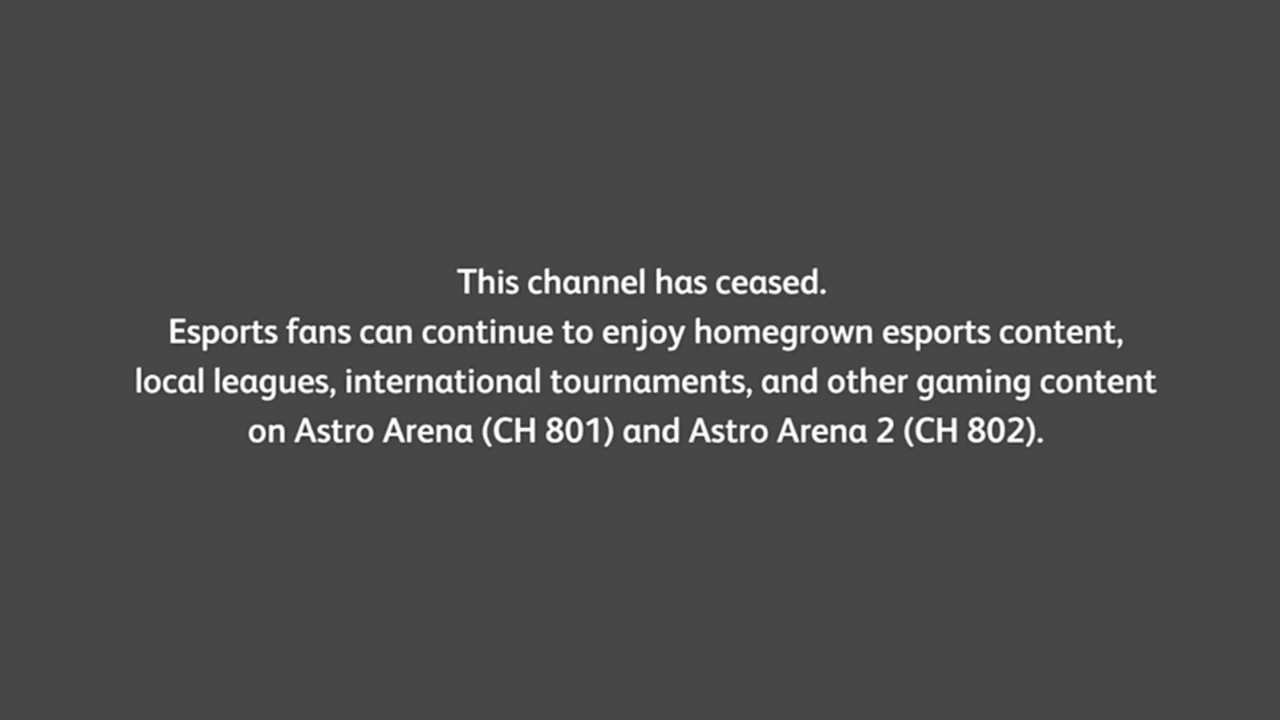 This channel has ceased.
Esports fans can continue to enjoy homegrown esports content,
local leagues, international tournaments, and other gaming content
on Astro Arena (CH 801) and Astro Arena 2 (CH 802).